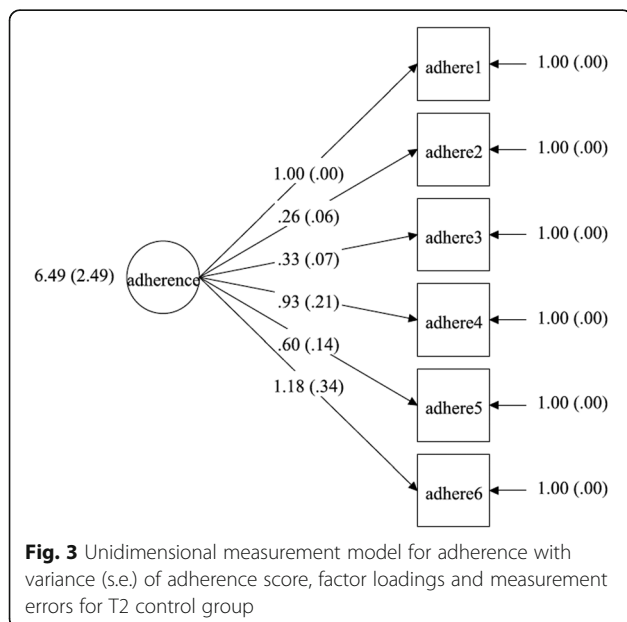 adhere1
1.00 (.00)
adhere2
1.00 (.00)
1.00 (.00)
.26 (.06)
adhere3
1.00 (.00)
.33 (.07)
6.49 (2.49)
adherence
.93 (.21)
adhere4
1.00 (.00)
.60 (.14)
1.18 (.34)
adhere5
1.00 (.00)
adhere6
1.00 (.00)
Fig. 3 Unidimensional measurement model for adherence with
variance (s.e.) of adherence score, factor loadings and measurement
errors for T2 control group